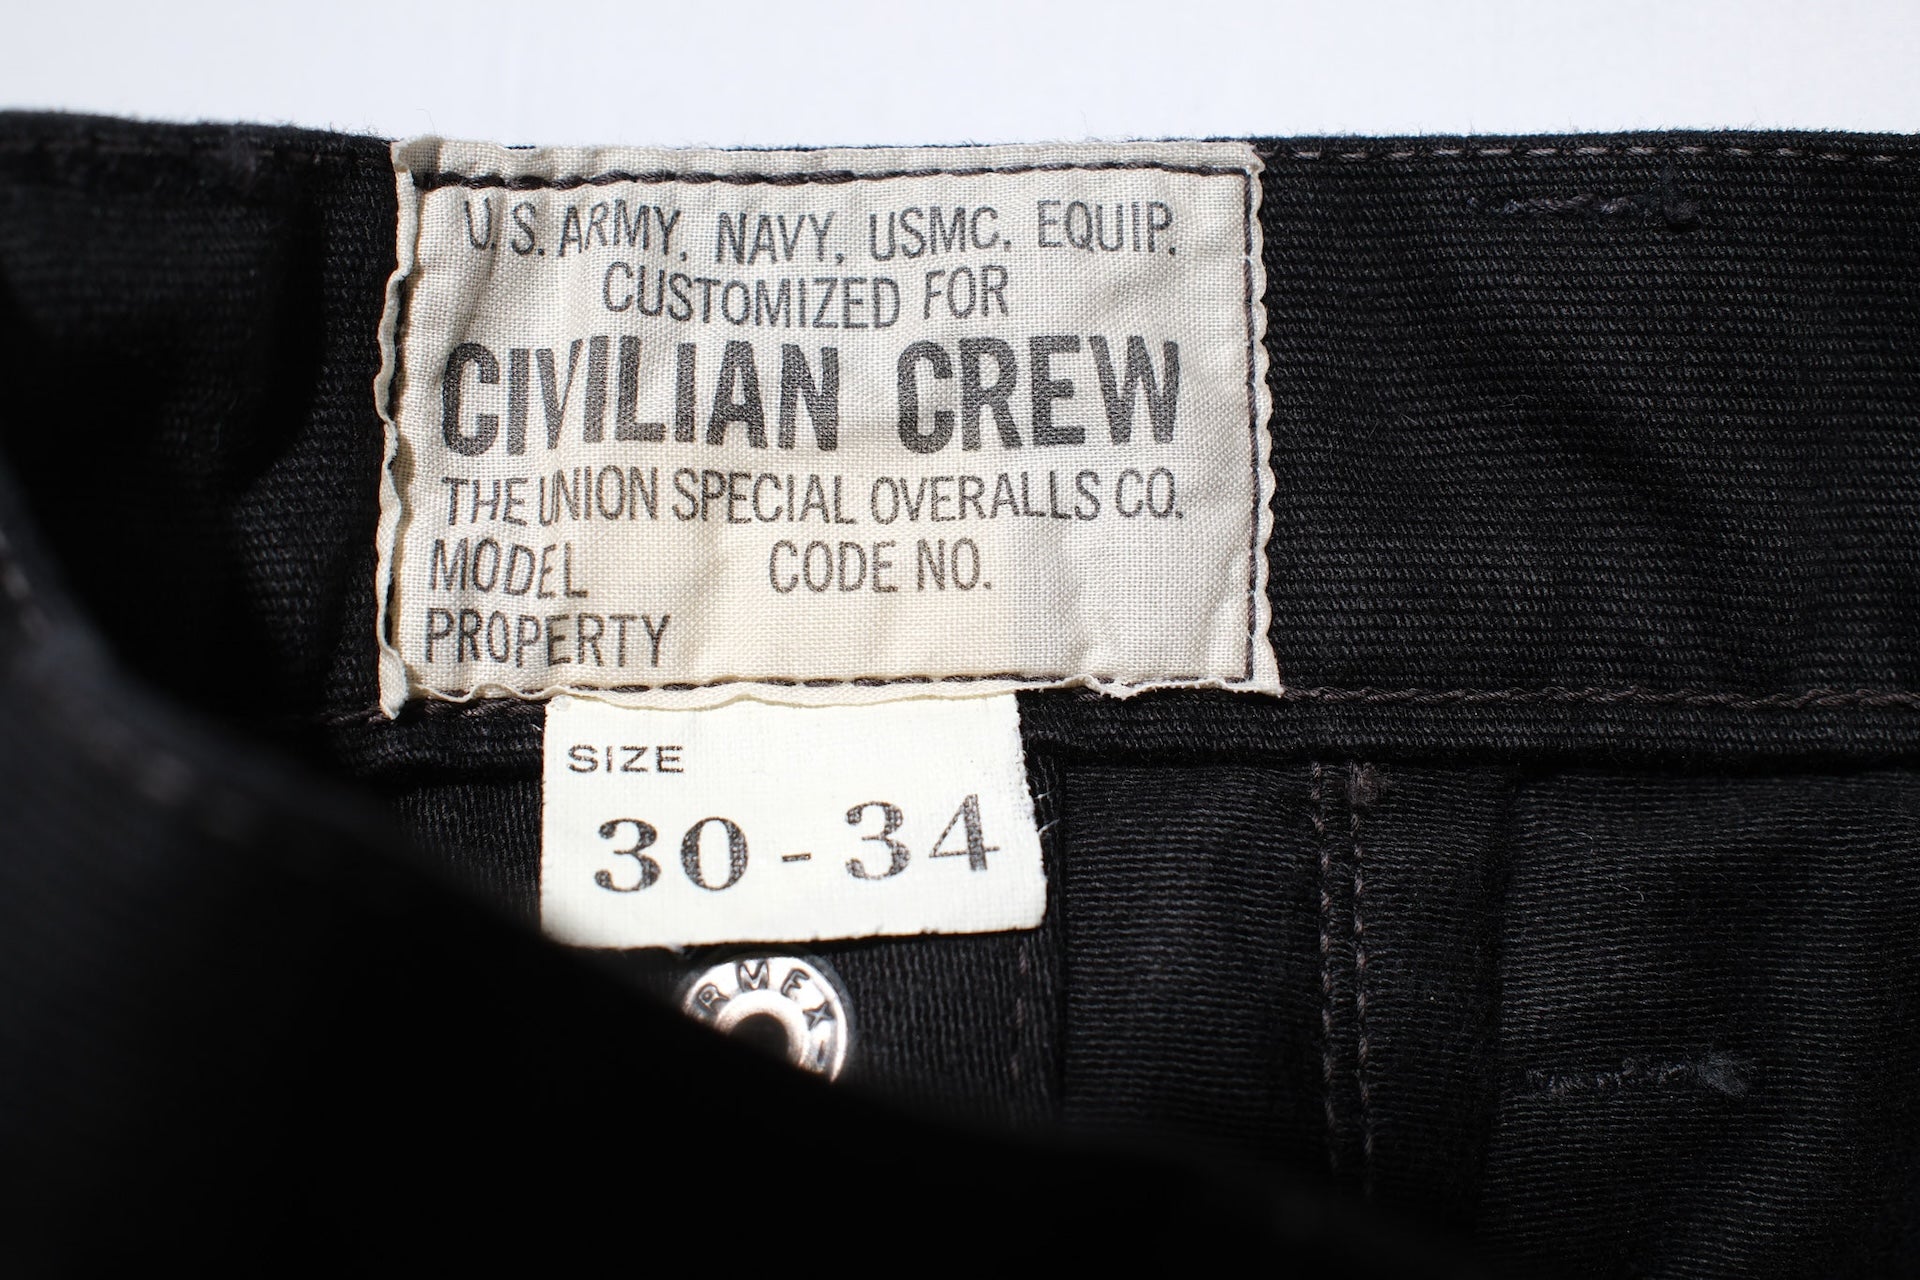 U.S. ARMY, NAVY, USMC. EQUIP.
CUSTOMIZED FOR
CIVILIAN CREW
THE UNION SPECIAL OVERALLS CO.
MODEL CODE NO.
PROPERTY
SIZE
30-34